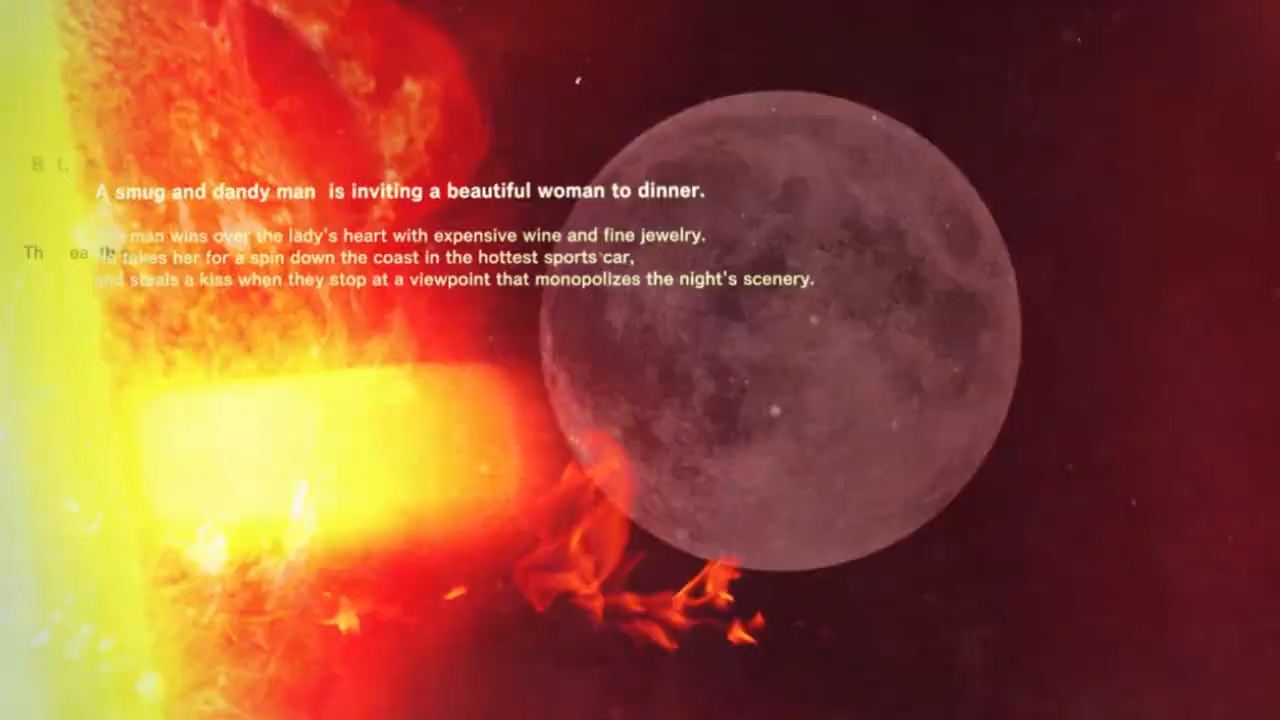 A smug and dandy man is inviting a beautiful woman to dinner.
man wins over the lady's heart with expensive wine and fine jewelry.
takes her for a spin down the coast in the hottest sports car,
and steals a kiss when they stop at a viewpoint that monopolizes the night's scenery.